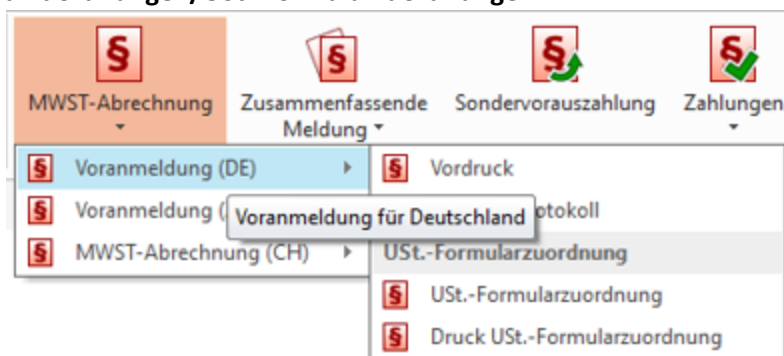 MWST-Abrechnung
Zusammenfassende
Meldung
Sondervorauszahlung
Zahlungen
Voranmeldung (DE)
Vordruck
Voranmeldung (
Voranmeldung für Deutschland
MWST-Abrechnung (CH)
USt.-Formularzuordnung
USt.-Formularzuordnung
Druck USt.-Formularzuordnung